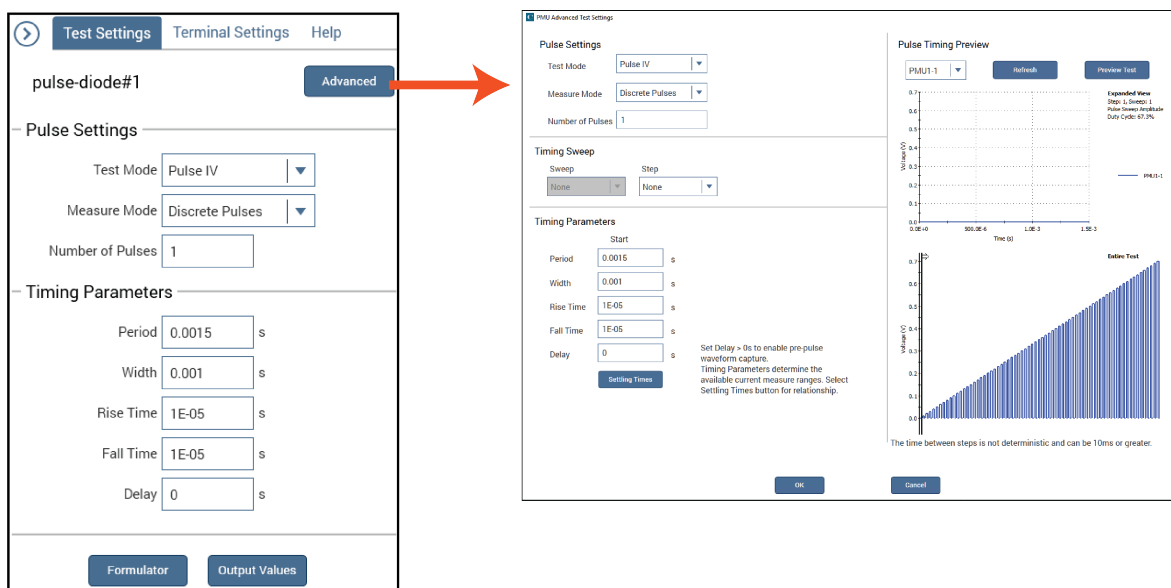 Test Settings Terminal Settings Help
pulse-diode#1 Advanced
Pulse Settings
Test Mode Pulse IV
Measure Mode Discrete Pulses
Number of Pulses 1
Timing Parameters
Period 0.0015 s
Width 0.001 s
Rise Time 1E-05 s
Fall Time 1E-05 s
Delay 0 s
Formulator Output Values
PMU Advanced Test Settings
Pulse Settings
Test Mode Pulse IV
Measure Mode Discrete Pulses
Number of Pulses 1
Timing Sweep
Sweep Step
None None
Timing Parameters
Start
Period 0.0015 s
Width 0.001 s
Rise Time 1E-05 s
Fall Time 1E-05 s
Delay 0 s
Settling Times
Set Delay > 0s to enable pre-pulse
waveform capture.
Timing Parameters determine the
available current measure ranges. Select
Settling Times button for relationship.
Pulse Timing Preview
PMU1-1 Refresh Preview Test
Expanded View
Step: 1, Sweep: 1
Pulse Sweep Amplitude
Duty Cycle: 67.3%
PMU1-1
Voltage (V)
0.7
0.6
0.5
0.4
0.3
0.2
0.1
0.0
0.0E+0 500.0E-6 1.0E-3 1.5E-3
Time (s)
Entire Test
Voltage (V)
0.7
0.6
0.5
0.4
0.3
0.2
0.1
0.0
The time between steps is not deterministic and can be 10ms or greater.
OK Cancel